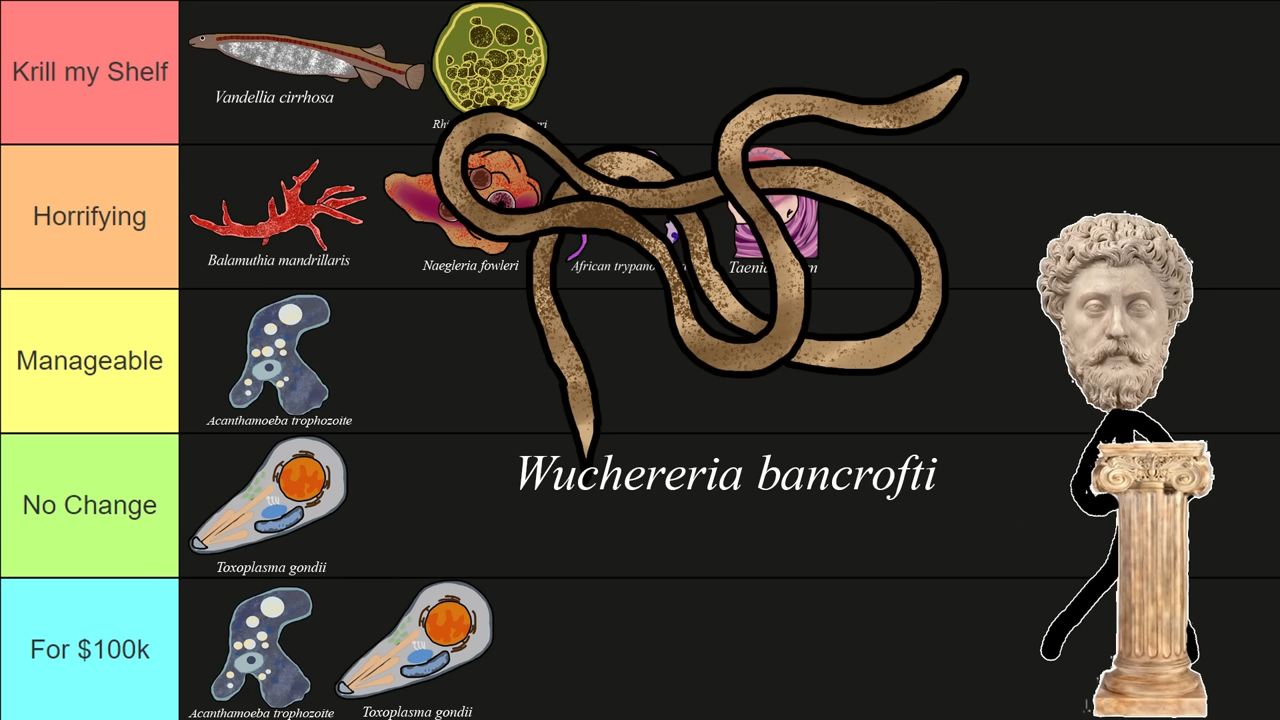 Krill my Shelf
Vandellia cirrhosa
Horrifying
Balamuthia mandrillaris
Naegleria fowleri
African
Manageable
Acanthamoeba trophozoite
Wuchereria bancrofti
No Change
Toxoplasma gondii
For $100k
Acanthamoeba trophozoite
Toxoplasma gondii